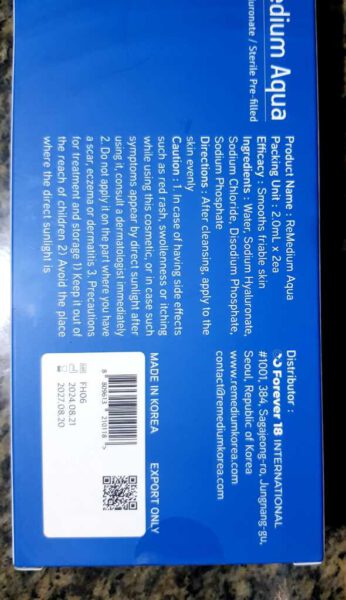 Medium Aqua
luronate / Sterile Pre-filled
Product Name : ReMedium Aqua
Packing Unit : 2.0mL x 2ea
Efficacy : Smooths friable skin
Ingredients : Water, Sodium Hyaluronate,
Sodium Chloride, Disodium Phosphate,
Sodium Phosphate
Directions : After cleansing, apply to the
skin evenly
Caution : 1. In case of having side effects
such as red rash, swollenness or itching
while using this cosmetic, or in case such
symptoms appear by direct sunlight after
using it, consult a dermatologist immediately
2. Do not apply it on the part where you have
a scar, eczema or dermatitis 3. Precautions
for treatment and storage 1) Keep it out of
the reach of children 2) Avoid the place
where the direct sunlight is
Distributor :
Forever 18 INTERNATIONAL
#1001, 384, Sagajeong-ro, Jungnang-gu,
Seoul, Republic of Korea
www.remediumkorea.com
contact@remediumkorea.com
MADE IN KOREA
EXPORT ONLY
8 809613 210118
FH06
2024.08.21
2027.08.20